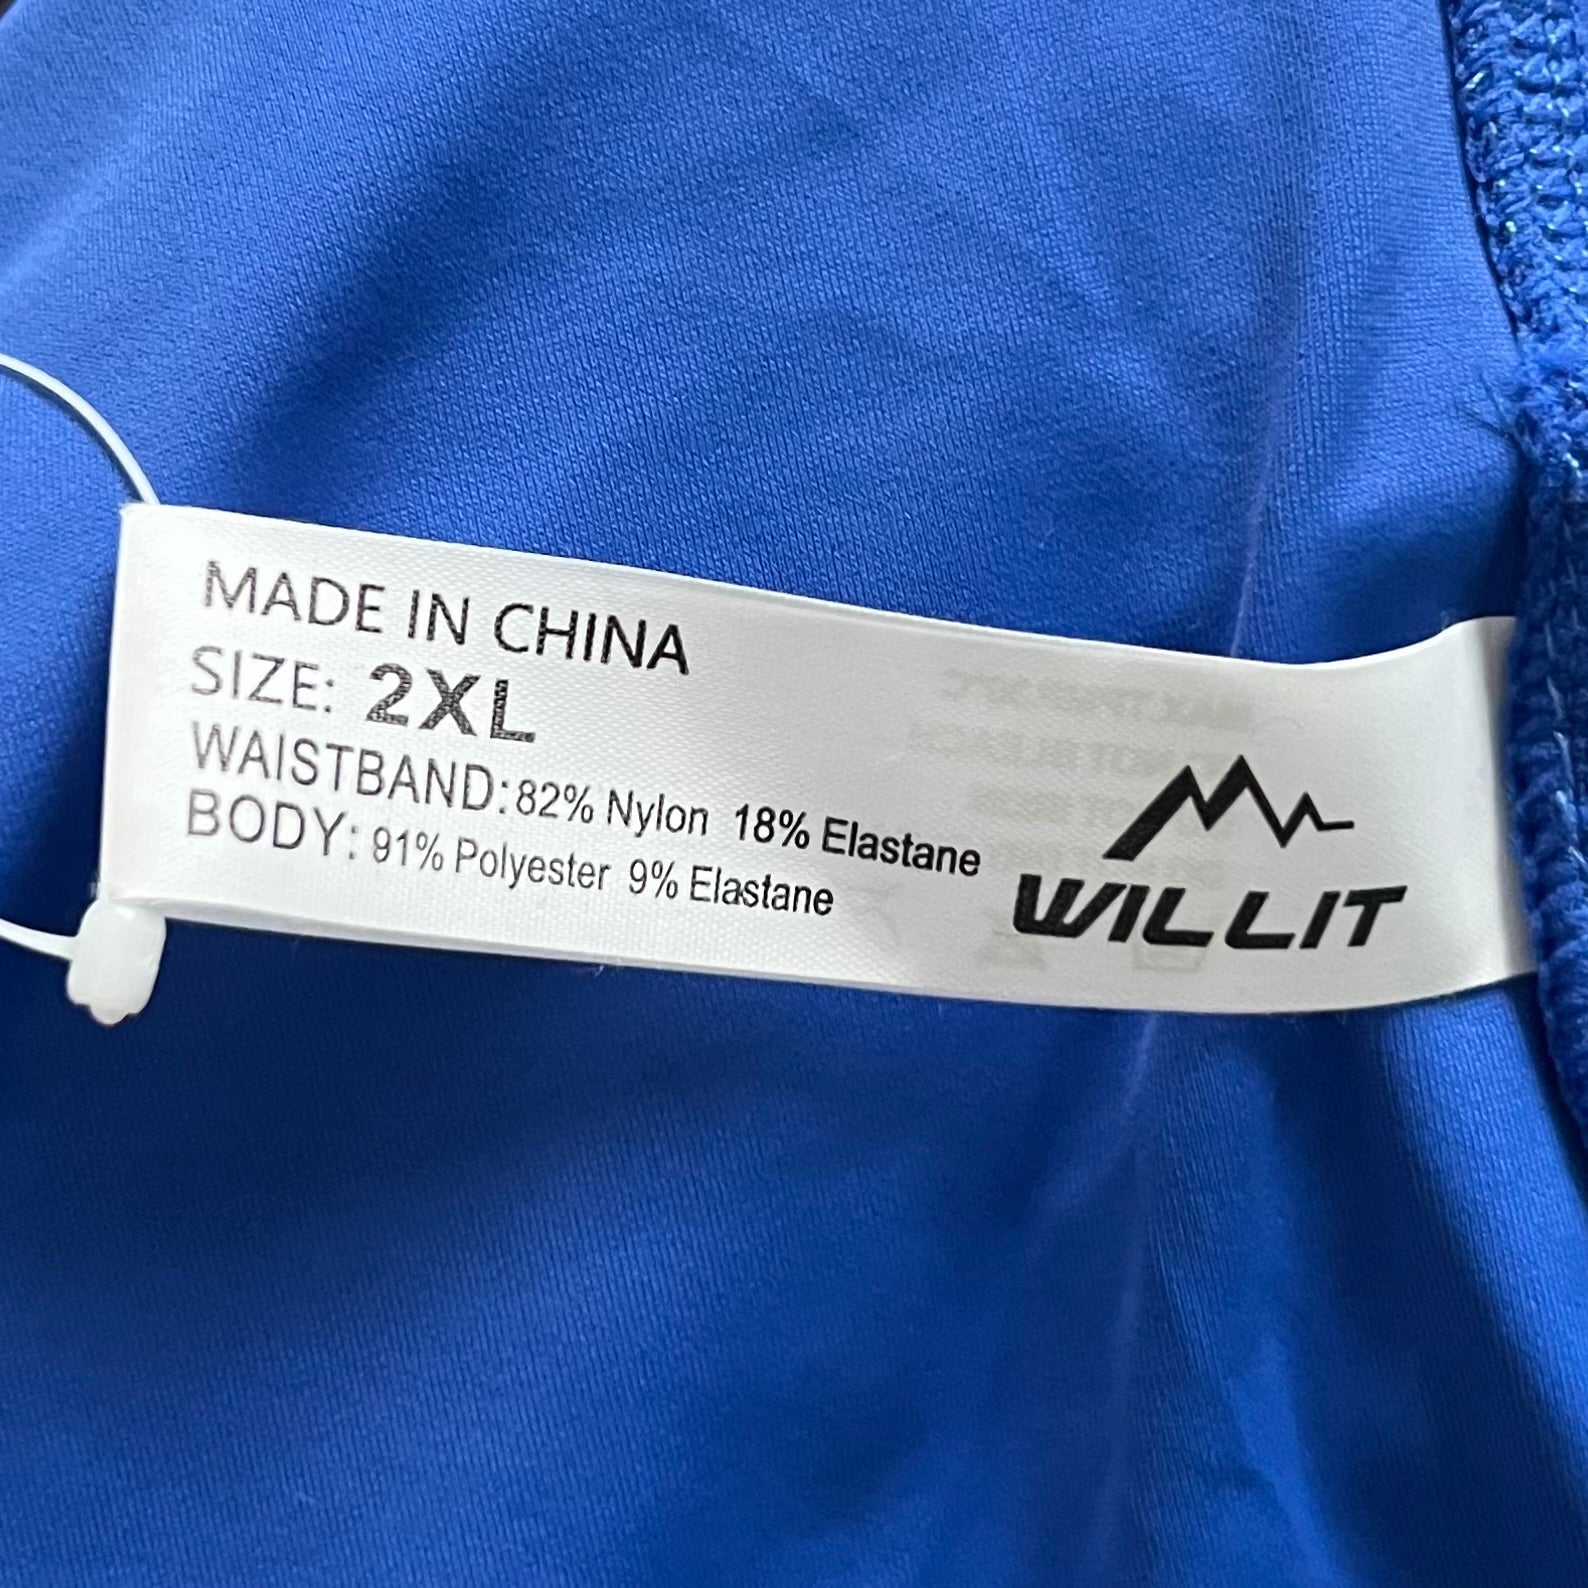 MADE IN CHINA
SIZE: 2XL
WAISTBAND: 82% Nylon 18% Elastane
BODY: 91% Polyester 9% Elastane
WILLIT